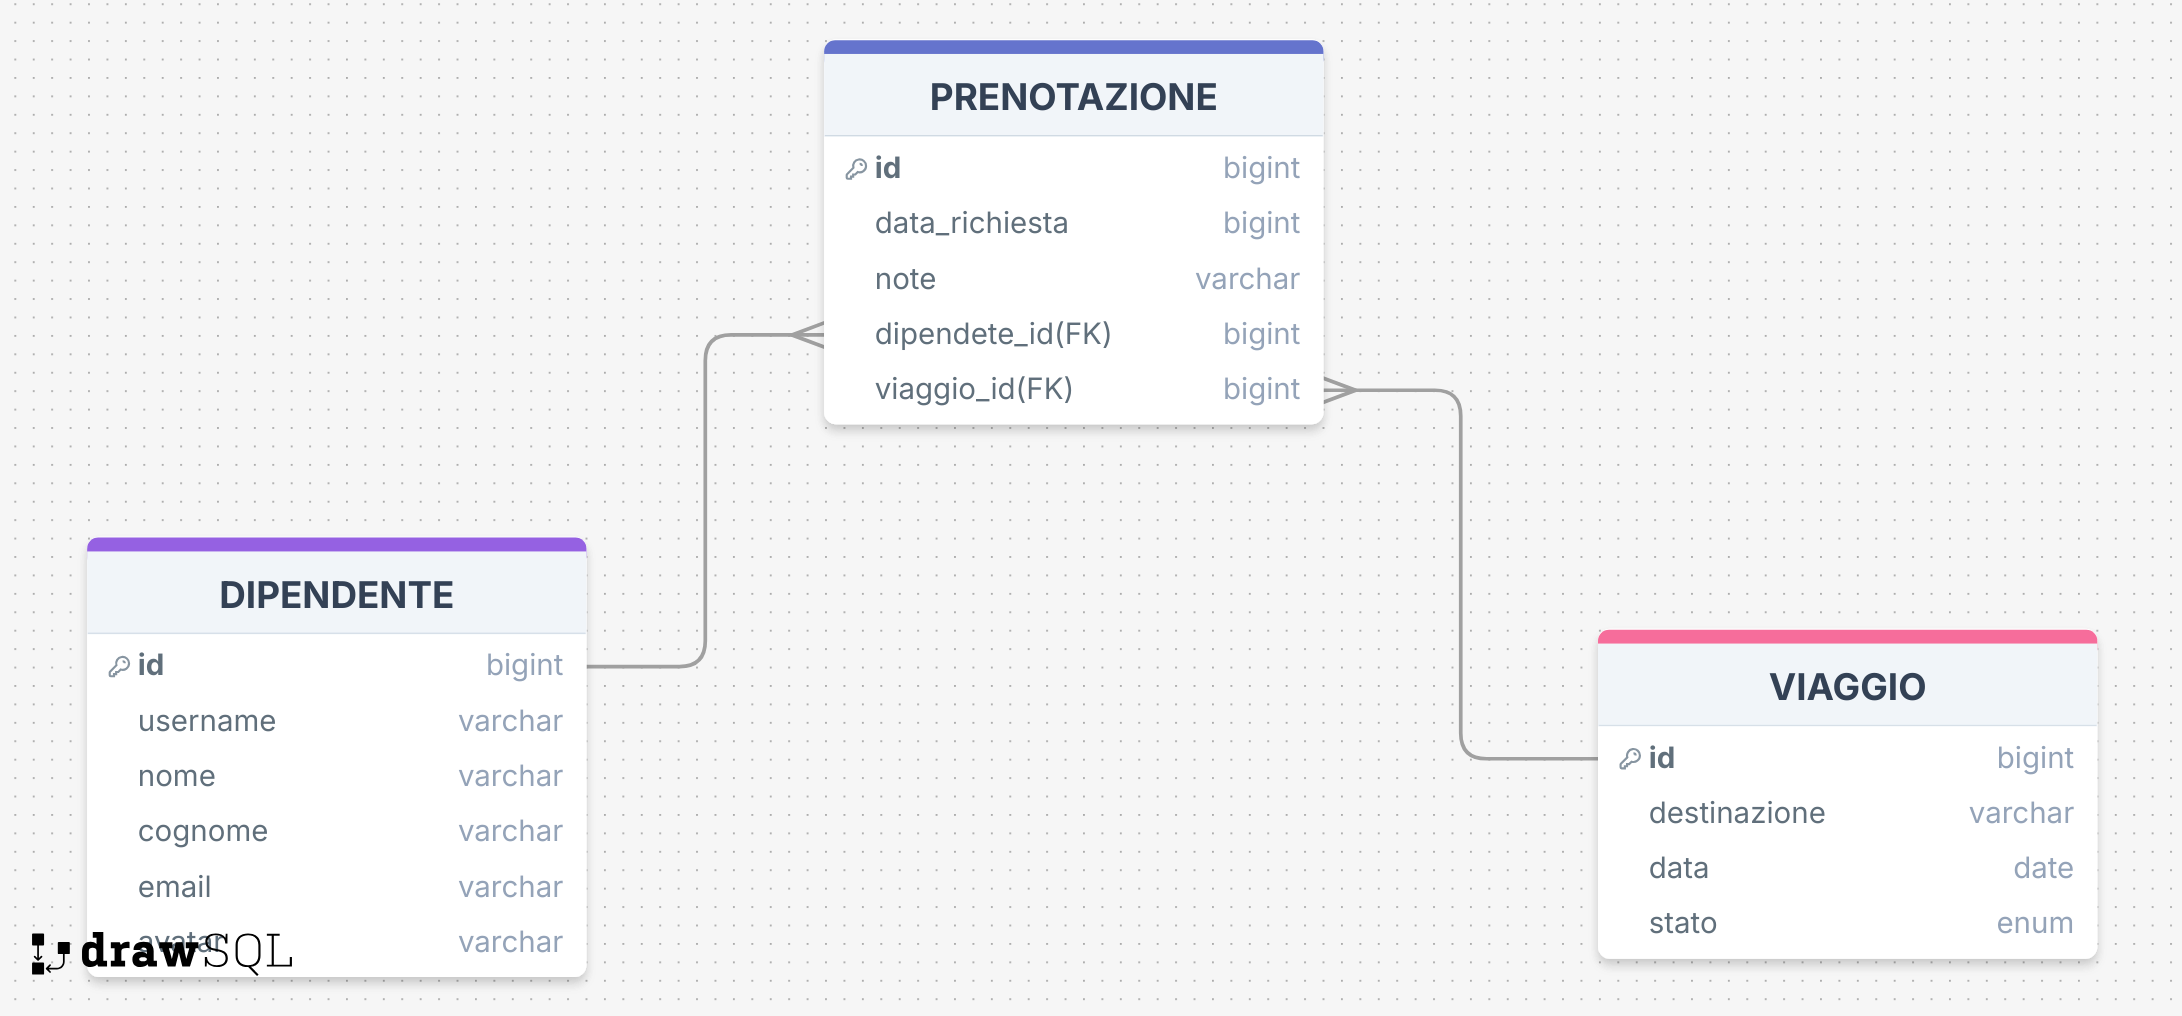 PRENOTAZIONE
id bigint
data_richiesta bigint
note varchar
dipendete_id(FK) bigint
viaggio_id(FK) bigint
DIPENDENTE
id bigint
username varchar
nome varchar
cognome varchar
email varchar
avatar varchar
drawSQL
VIAGGIO
id bigint
destinazione varchar
data date
stato enum